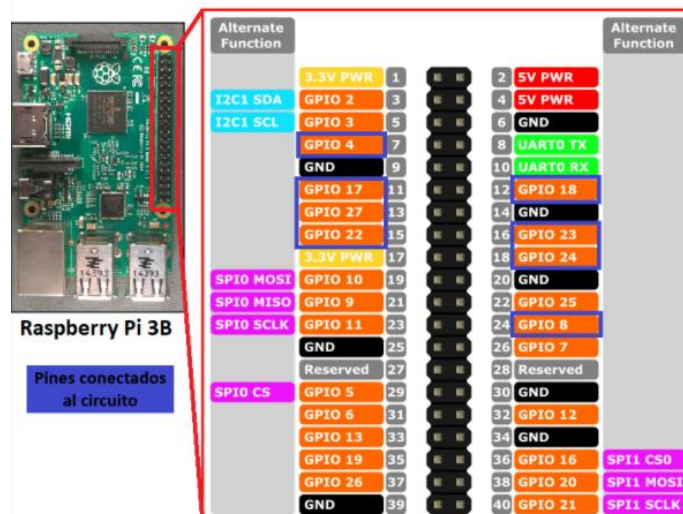 Alternate Function
Alternate Function
3.3V PWR 1 2 5V PWR
I2C1 SDA GPIO 2 3 4 5V PWR
I2C1 SCL GPIO 3 5 6 GND
GPIO 4 7 8 UART0 TX
GND 9 10 UART0 RX
GPIO 17 11 12 GPIO 18
GPIO 27 13 14 GND
GPIO 22 15 16 GPIO 23
3.3V PWR 17 18 GPIO 24
SPI0 MOSI GPIO 10 19 20 GND
SPI0 MISO GPIO 9 21 22 GPIO 25
SPI0 SCLK GPIO 11 23 24 GPIO 8
GND 25 26 GPIO 7
Reserved 27 28 Reserved
SPI0 CS GPIO 5 29 30 GND
GPIO 6 31 32 GPIO 12
GPIO 13 33 34 GND
GPIO 19 35 36 GPIO 16 SPI1 CS0
GPIO 26 37 38 GPIO 20 SPI1 MOSI
GND 39 40 GPIO 21 SPI1 SCLK
HDMI
14393
14393
Raspberry Pi 3B
Pines conectados
al circuito